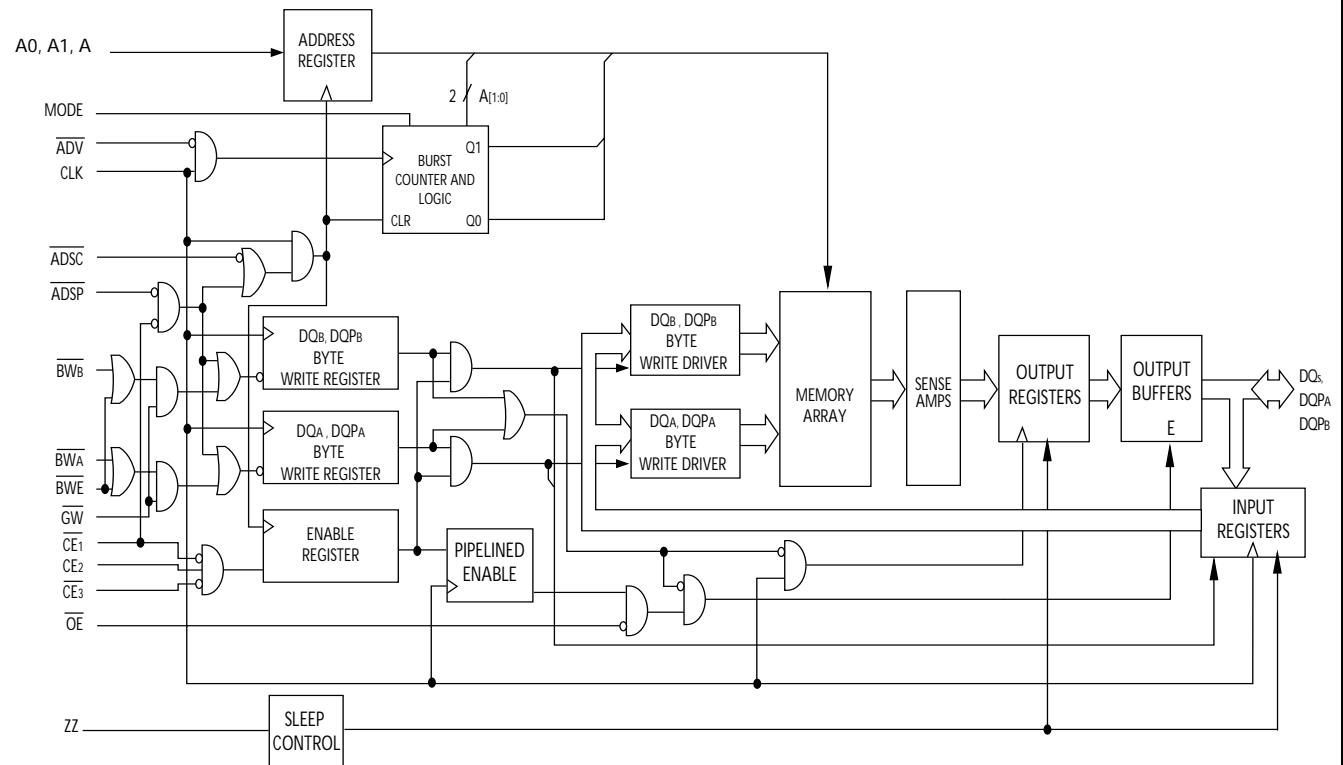 A0, A1, A
ADDRESS
REGISTER
MODE
2
A[1:0]
ADV
CLK
BURST
COUNTER AND
LOGIC
Q1
CLR
Q0
ADSC
ADSP
DQB, DQPB
BYTE
WRITE REGISTER
DQB, DQPB
BYTE
WRITE DRIVER
BWB
MEMORY
ARRAY
SENSE
AMPS
OUTPUT
REGISTERS
OUTPUT
BUFFERS
E
DQs,
DQPA
DQPB
DQA, DQPA
BYTE
WRITE REGISTER
DQA, DQPA
BYTE
WRITE DRIVER
BWA
BWE
GW
CE1
CE2
CE3
ENABLE
REGISTER
PIPELINED
ENABLE
INPUT
REGISTERS
OE
ZZ
SLEEP
CONTROL